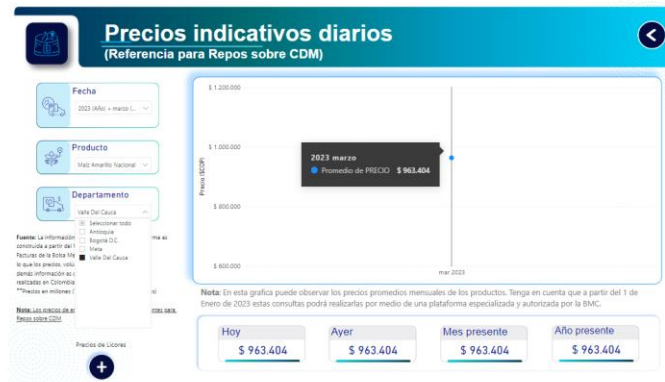 Precios indicativos diarios
(Referencia para Repos sobre CDM)
Fecha
2023 (Año) + marzo (...
Producto
Maíz Amarillo Nacional
Departamento
Valle Del Cauca
Seleccionar todo
Antioquia
Bogotá D.C.
Meta
Valle Del Cauca
Fuente: La información
construida a partir del
Facturas de la Bolsa Me
lo que los precios, volu
demás información
realizadas en Colombia
**Precios en millones
Nota: Los precios de
Repos sobre CDM.
Precios de Licores
$ 1.200.000
$ 1.000.000
$ 800.000
$ 600.000
Precio ($COP)
2023 marzo
Promedio de PRECIO $ 963.404
mar 2023
Nota: En esta grafica puede observar los precios promedios mensuales de los productos. Tenga en cuenta que a partir del 1 de
Enero de 2023 estas consultas podrá realizarlas por medio de una plataforma especializada y autorizada por la BMC.
Hoy
$ 963.404
Ayer
$ 963.404
Mes presente
$ 963.404
Año presente
$ 963.404